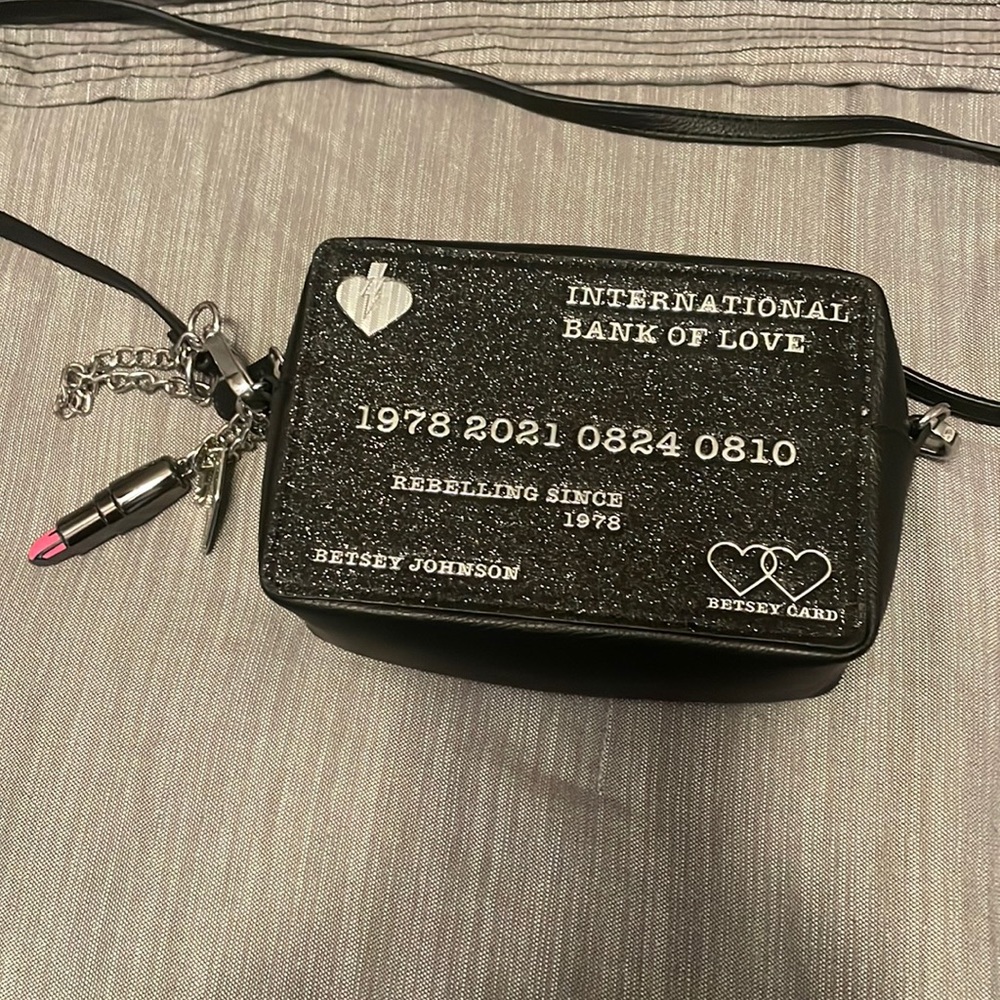 INTERNATIONAL
BANK OF LOVE
1978 2021 0824 0810
REBELLING SINCE
1978
BETSEY JOHNSON
BETSEY CARD